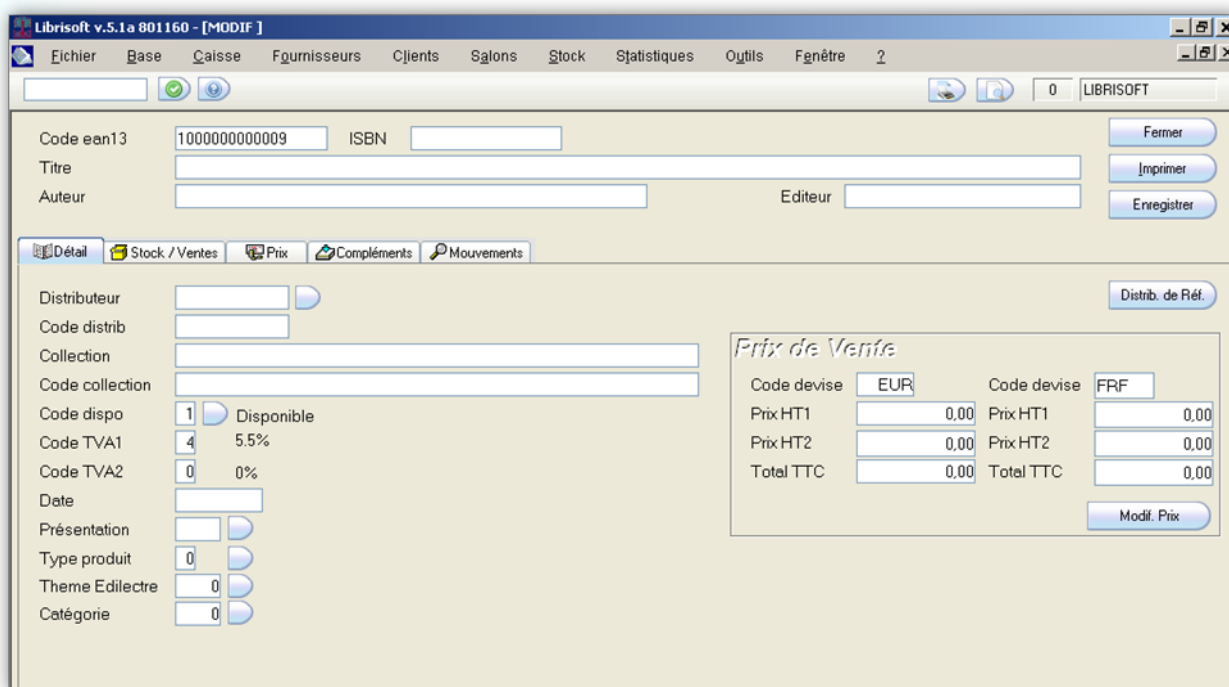 Librisoft v.5.1a 801160 - [MODIF ]
Fichier Base Caisse Fournisseurs Clients Salons Stock Statistiques Outils Fenêtre ?
0 LIBRISOFT
Code ean13 1000000000009 ISBN Fermer
Titre Imprimer
Auteur Editeur Enregistrer
Détail Stock / Ventes Prix Compléments Mouvements
Distributeur Distrib. de Réf.
Code distrib
Collection Prix de Vente
Code collection Code devise EUR Code devise FRF
Code dispo 1 Disponible Prix HT1 0,00 Prix HT1 0,00
Code TVA1 4 5.5% Prix HT2 0,00 Prix HT2 0,00
Code TVA2 0 0% Total TTC 0,00 Total TTC 0,00
Date
Présentation Modif. Prix
Type produit 0
Theme Edilectre 0
Catégorie 0